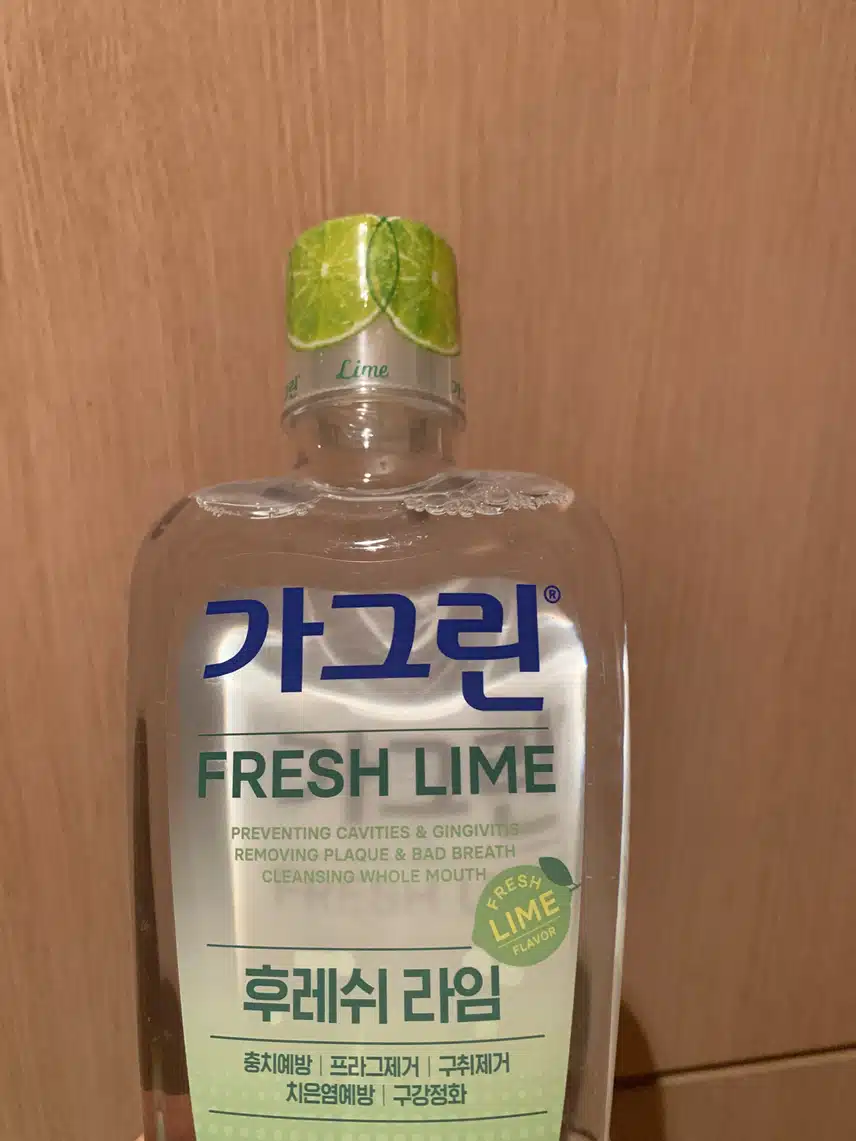 Lime
가그린®
FRESH LIME
PREVENTING CAVITIES & GINGIVITIS
REMOVING PLAQUE & BAD BREATH
CLEANSING WHOLE MOUTH
FRESH
LIME
FLAVOR
후레쉬 라임
충치예방 | 프라그제거 | 구취제거
치은염예방 | 구강정화